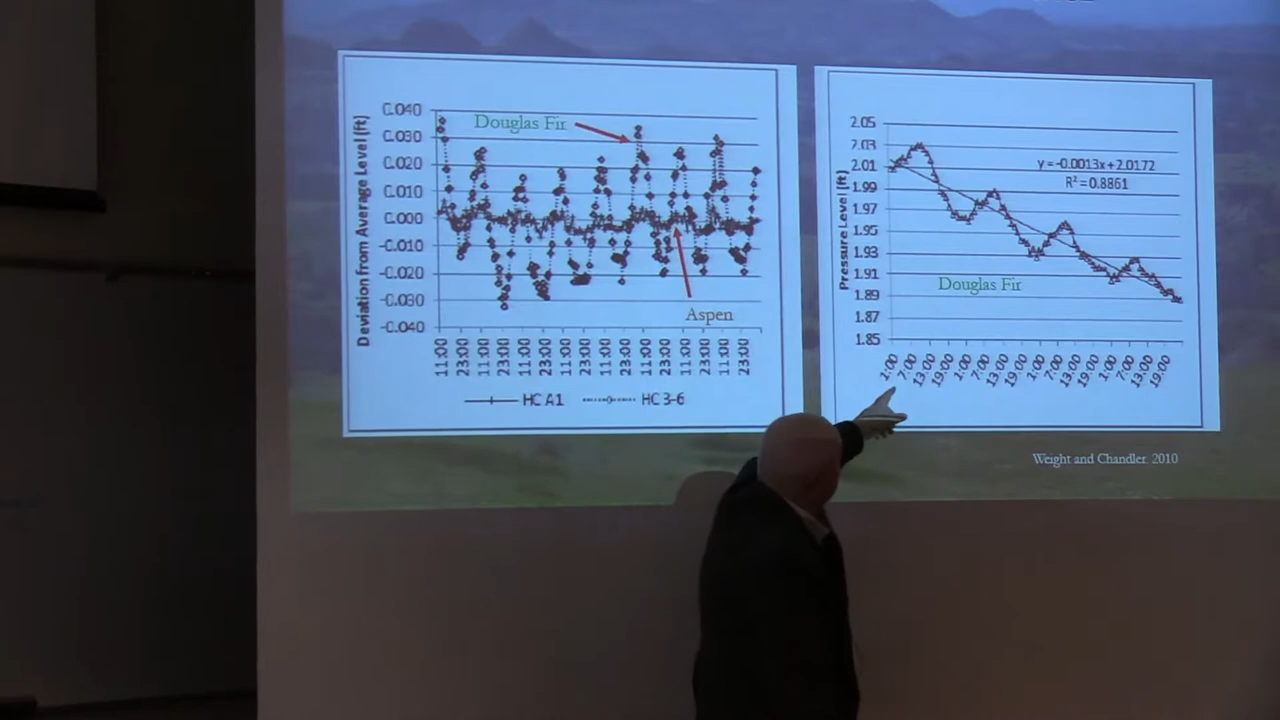 Deviation from Average Level (ft)
0.040
0.030
0.020
0.010
0.000
-0.010
-0.020
-0.030
-0.040
Douglas Fir
Aspen
11:00 23:00 11:00 23:00 11:00 23:00 11:00 23:00 11:00 23:00 11:00 23:00 11:00 23:00 11:00 23:00
HC A1 HC 3-6
Pressure Level (ft)
2.05
2.03
2.01
1.99
1.97
1.95
1.93
1.91
1.89
1.87
1.85
y = -0.0013x + 2.0172
R² = 0.8861
Douglas Fir
1:00 7:00 13:00 19:00 1:00 7:00 13:00 19:00 1:00 7:00 13:00 19:00 1:00 7:00 13:00 19:00
Weight and Chandler, 2010